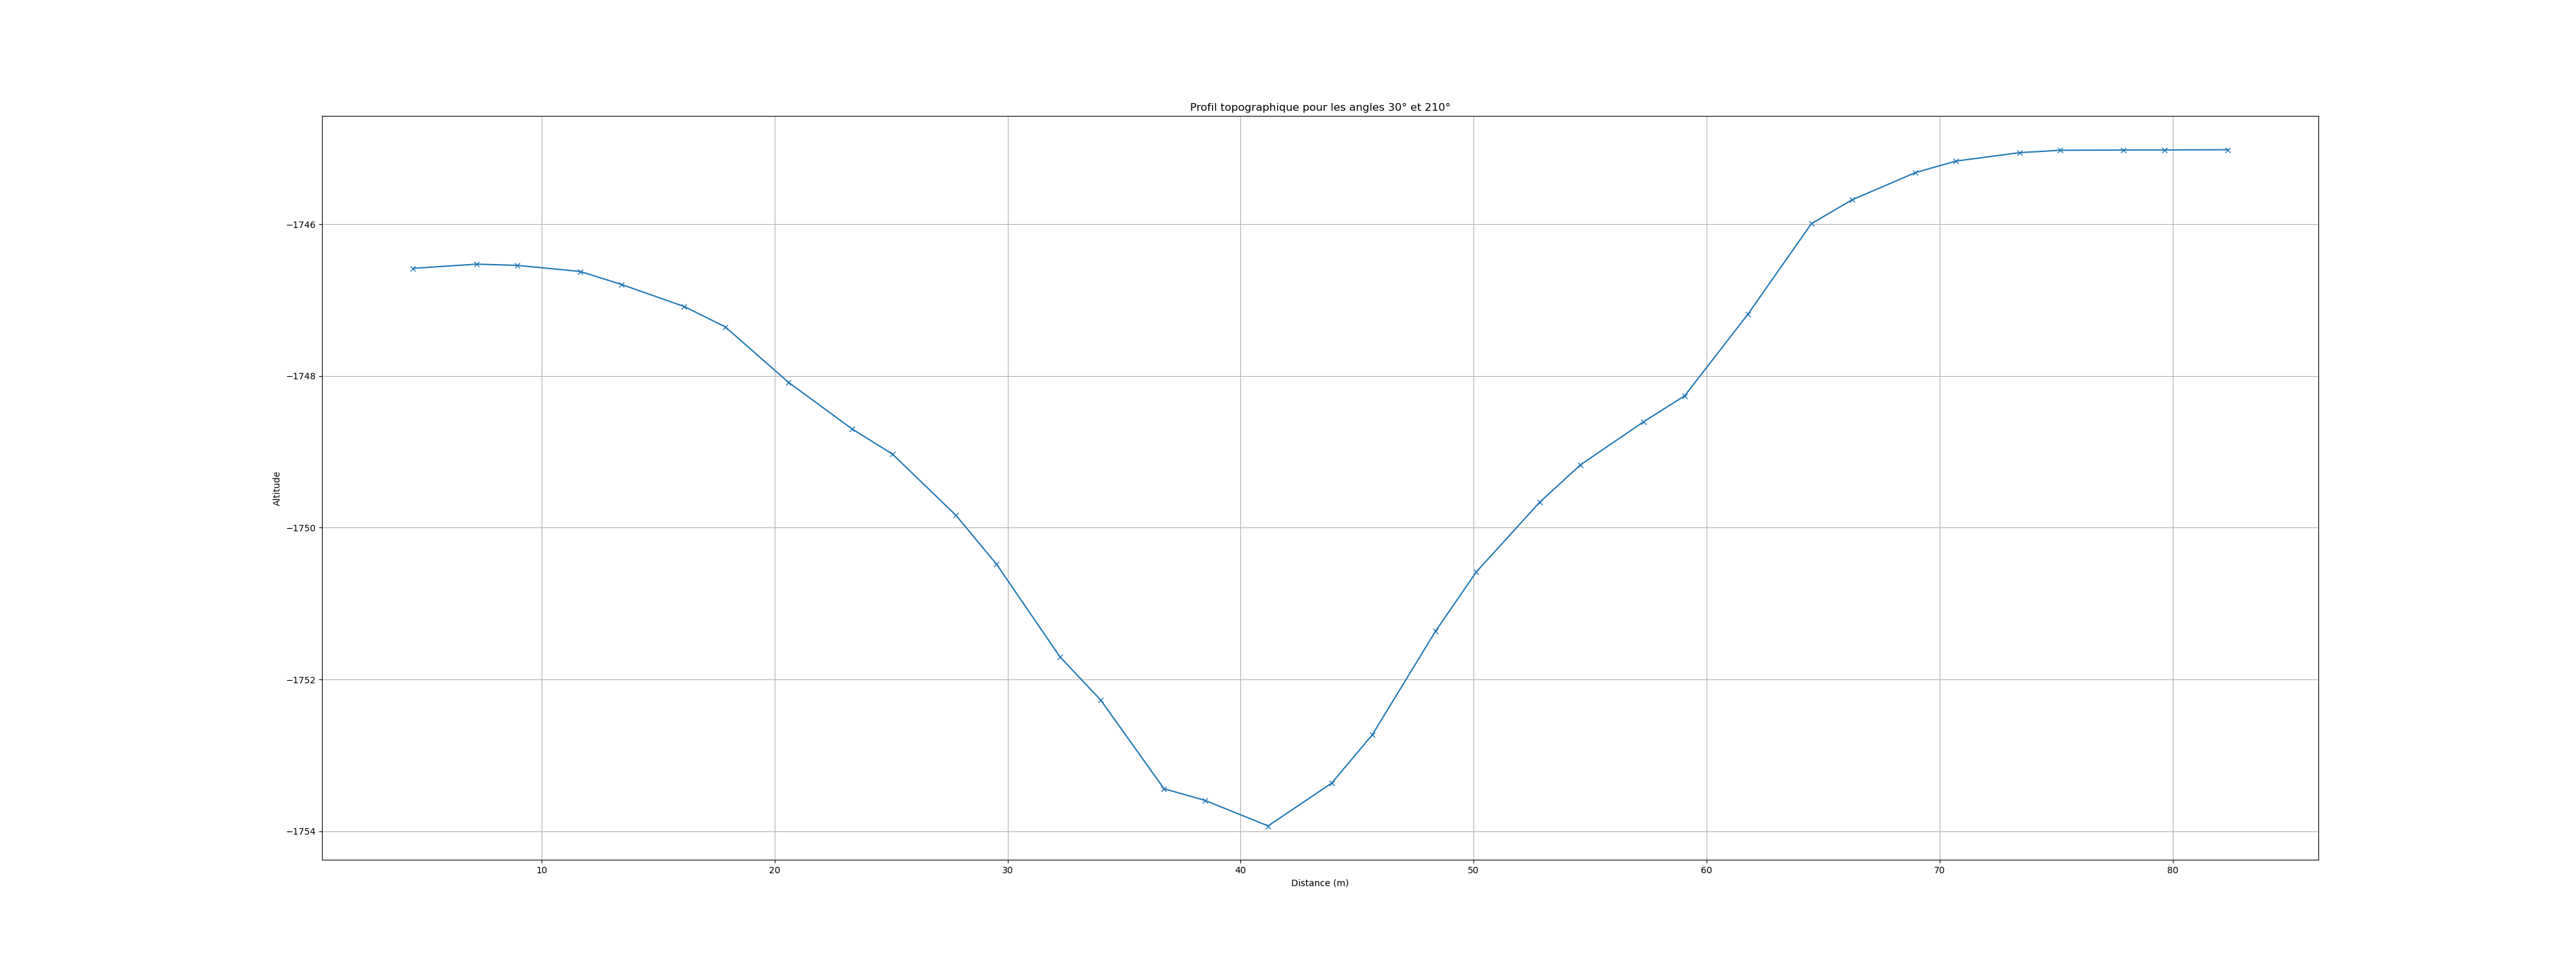 Profil topographique pour les angles 30° et 210°
Altitude
−1746
−1748
−1750
−1752
−1754
10 20 30 40 50 60 70 80
Distance (m)